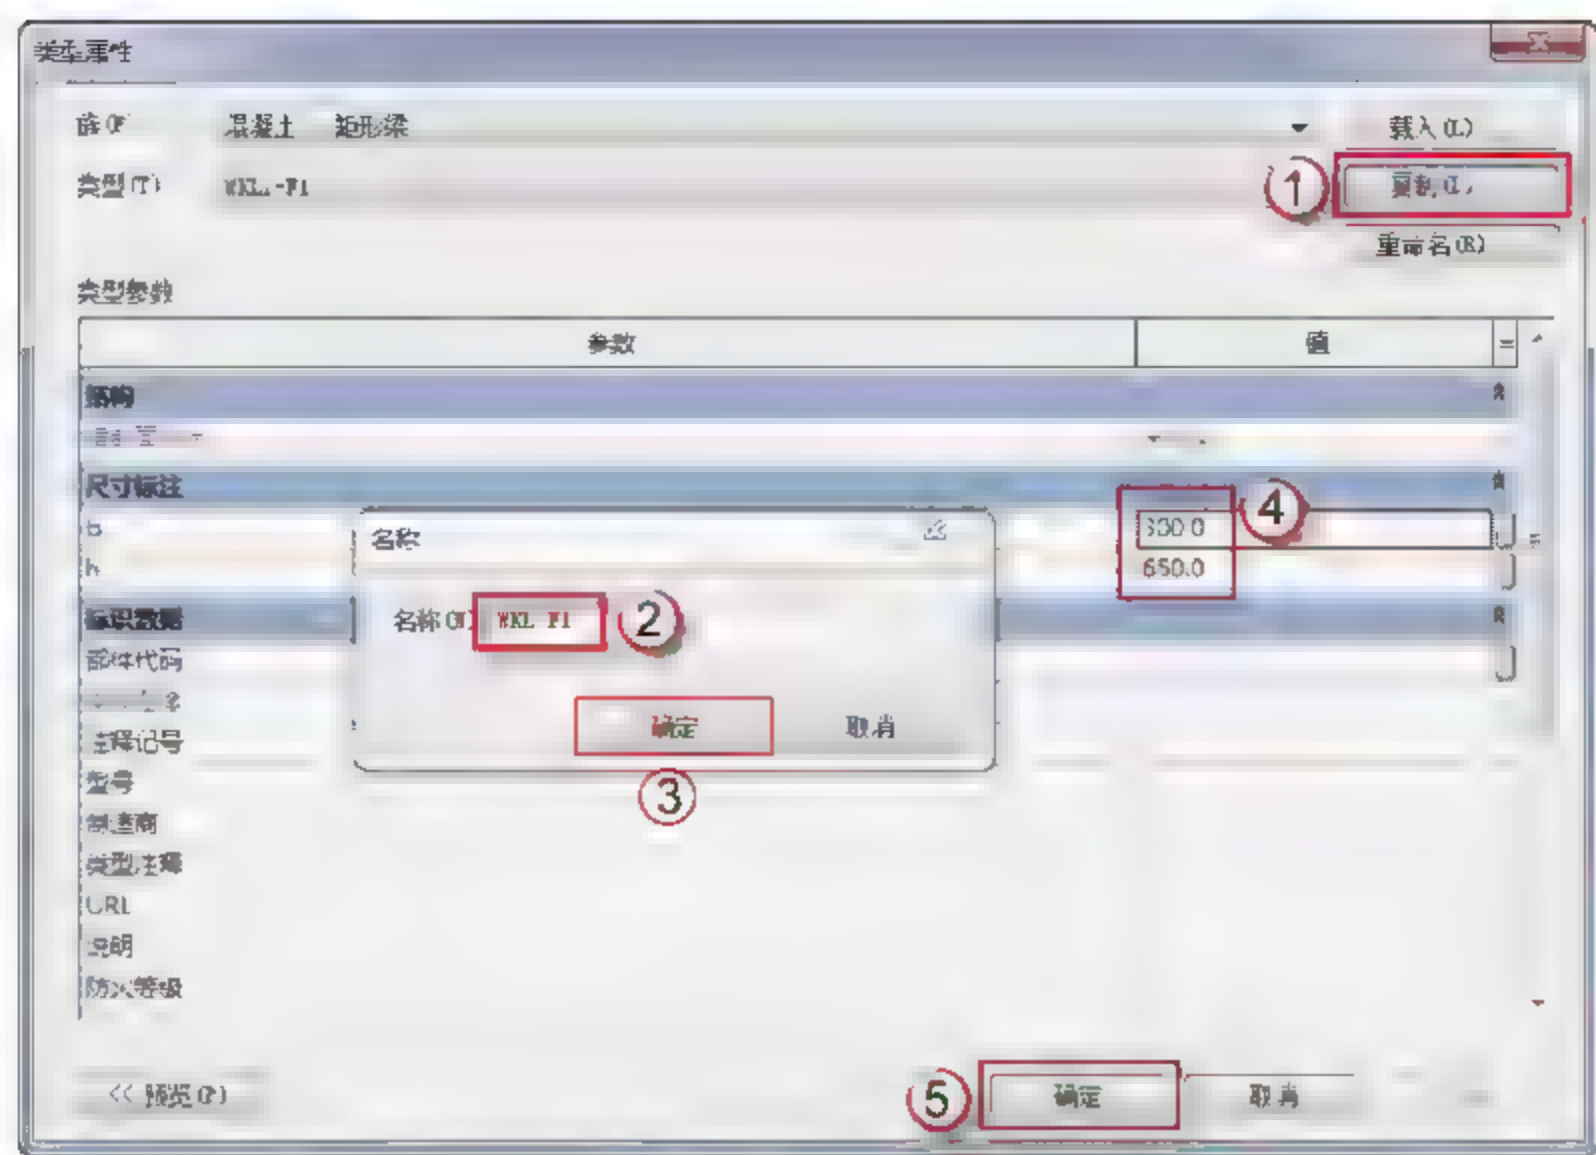 类型属性
族(F) 混凝土 矩形梁 载入(L)
类型(T) WKL-F1 ① 复制(D)
重命名(R)
类型参数
参数 值 =
结构
尺寸标注
b 300.0 ④
h 650.0
名称
名称(N) WKL F1 ②
确定 取消
③
标识数据
部件代码
注释记号
型号
制造商
类型注释
URL
说明
防火等级
<< 预览(P) ⑤ 确定 取消